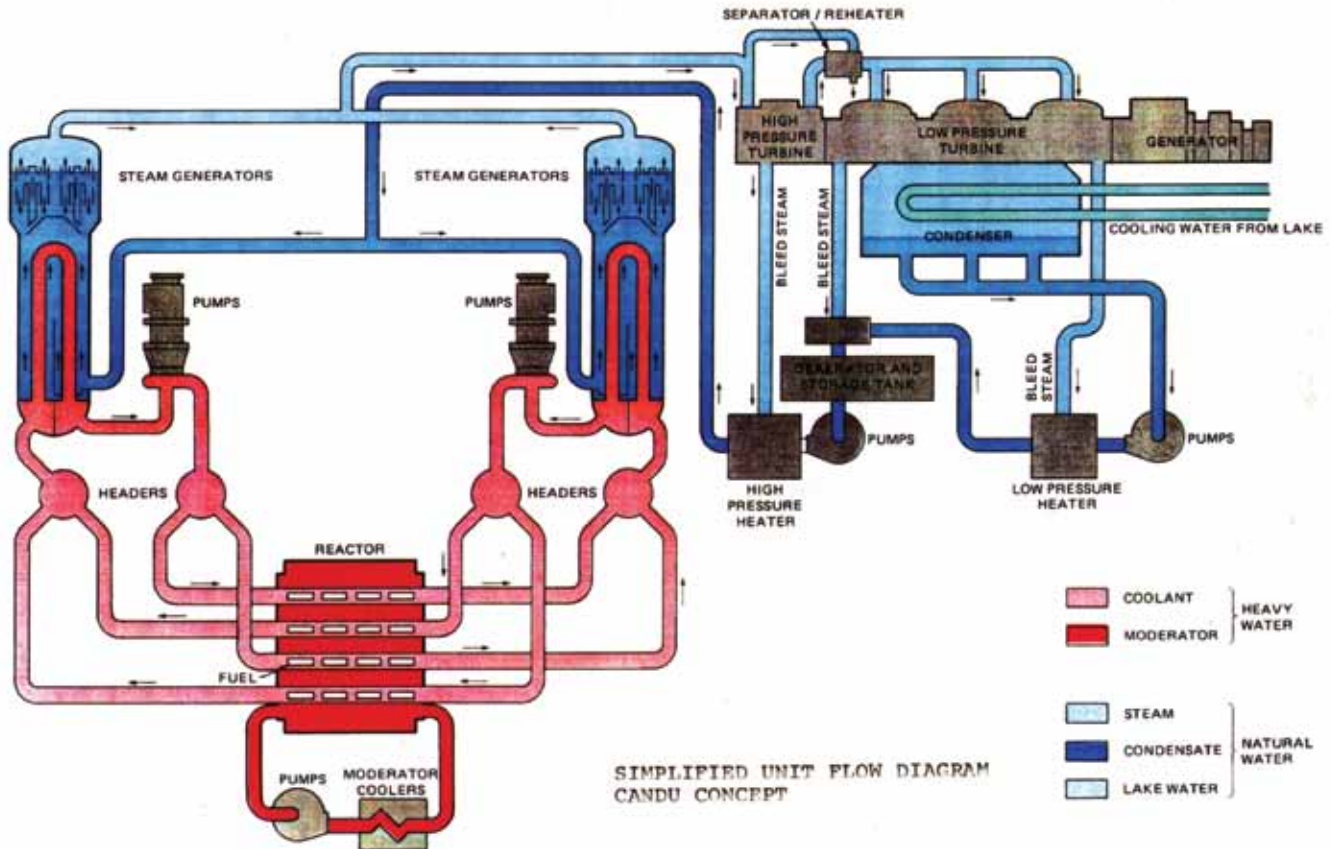 SEPARATOR / REHEATER
HIGH
PRESSURE
TURBINE
LOW PRESSURE
TURBINE
GENERATOR
STEAM GENERATORS
STEAM GENERATORS
BLEED STEAM
BLEED STEAM
CONDENSER
COOLING WATER FROM LAKE
PUMPS
PUMPS
DEAERATOR AND
STORAGE TANK
BLEED
STEAM
PUMPS
PUMPS
HIGH
PRESSURE
HEATER
LOW PRESSURE
HEATER
HEADERS
HEADERS
REACTOR
FUEL
PUMPS
MODERATOR
COOLERS
COOLANT
MODERATOR
HEAVY
WATER
STEAM
CONDENSATE
LAKE WATER
NATURAL
WATER
SIMPLIFIED UNIT FLOW DIAGRAM
CANDU CONCEPT